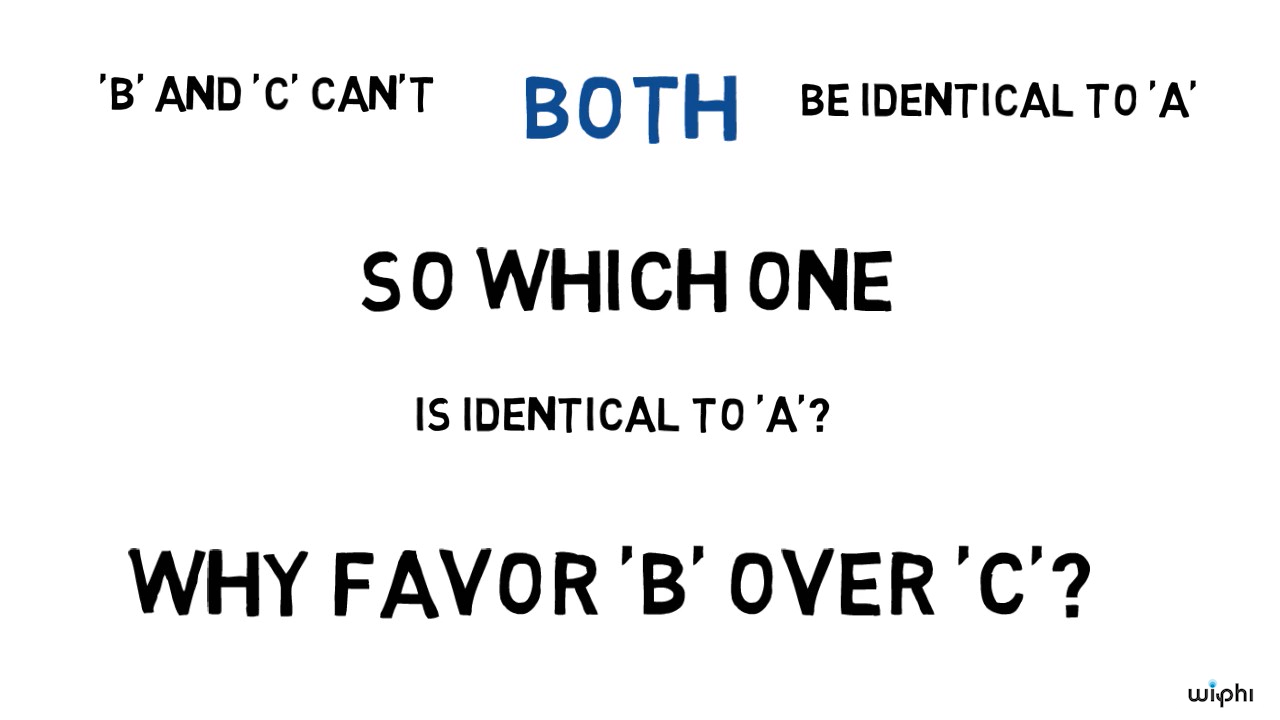 'B' AND 'C' CAN'T BOTH BE IDENTICAL TO 'A'
SO WHICH ONE
IS IDENTICAL TO 'A'?
WHY FAVOR 'B' OVER 'C'?
wiphi